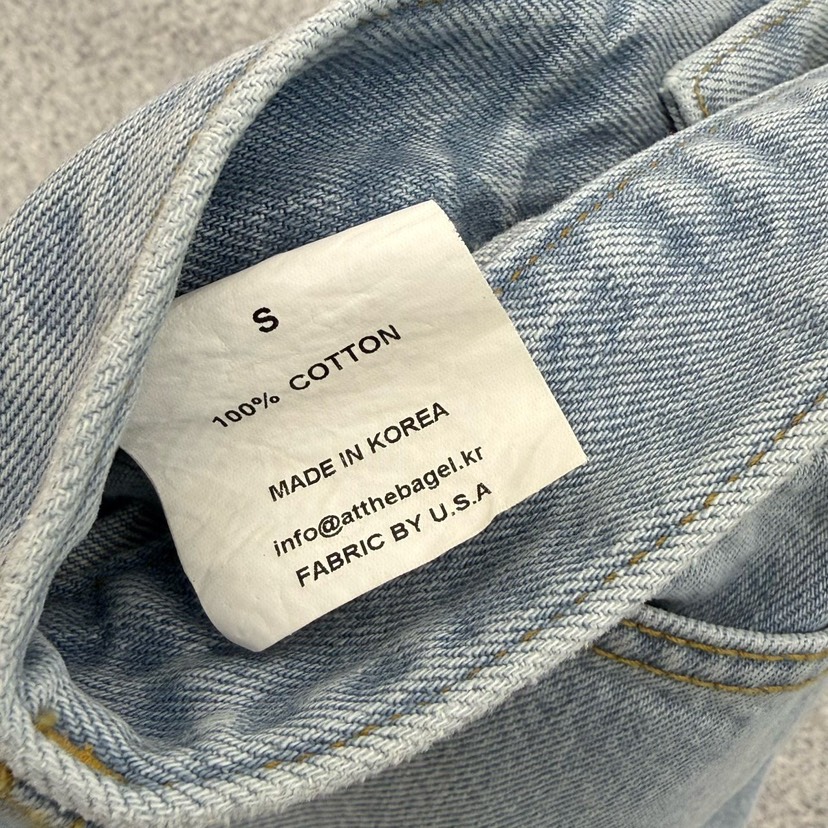 S
100% COTTON
MADE IN KOREA
info@atthebagel.kr
FABRIC BY U.S.A